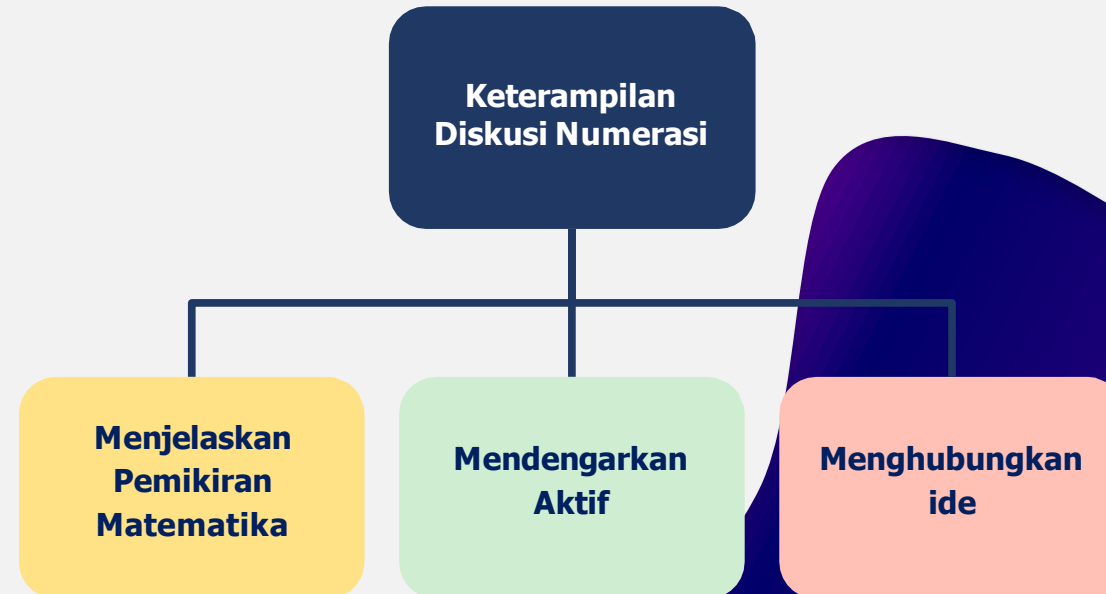 Keterampilan
Diskusi Numerasi
Menjelaskan
Pemikiran
Matematika
Mendengarkan
Aktif
Menghubungkan
ide